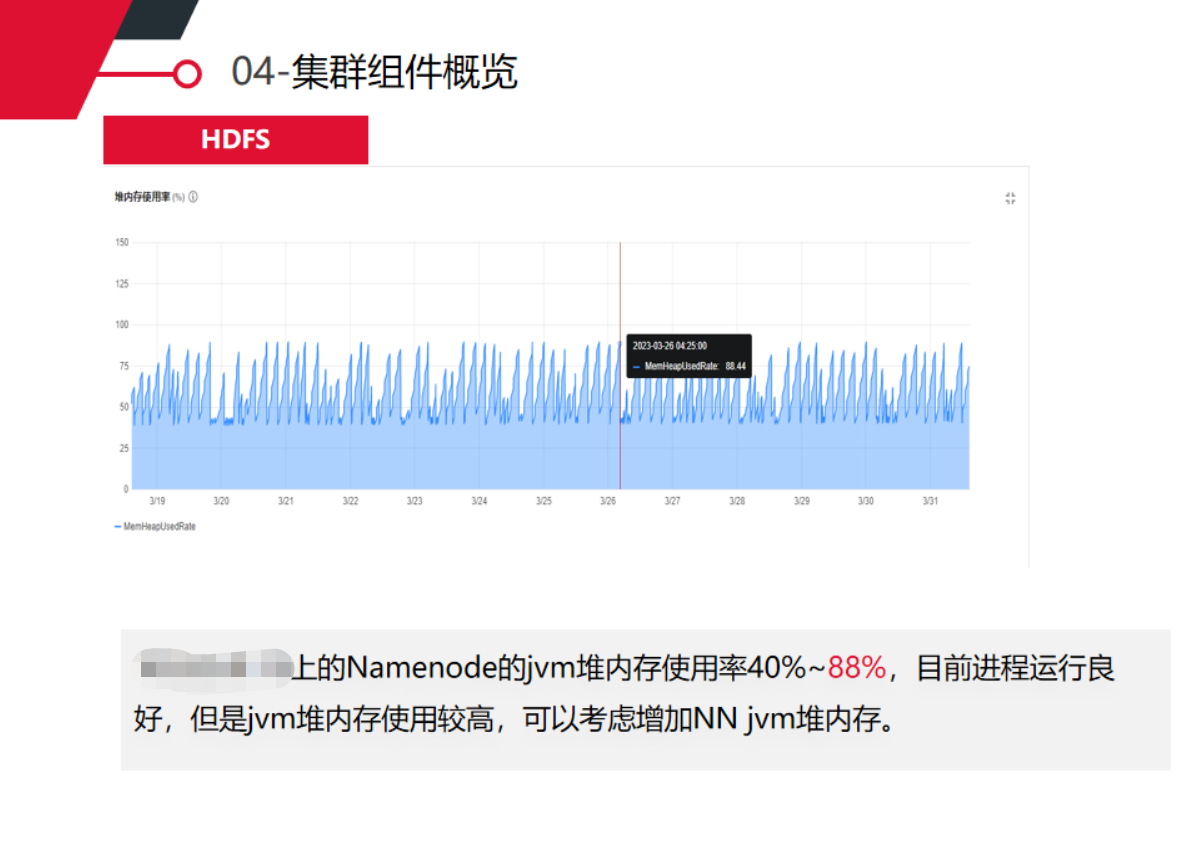 04-集群组件概览
HDFS
堆内存使用率 (%)
150
125
100
75
50
25
0
2023-03-26 04:25:00
MemHeapUsedRate: 88.44
3/19 3/20 3/21 3/22 3/23 3/24 3/25 3/26 3/27 3/28 3/29 3/30 3/31
MemHeapUsedRate
上的Namenode的jvm堆内存使用率40%~88%，目前进程运行良
好，但是jvm堆内存使用较高，可以考虑增加NN jvm堆内存。